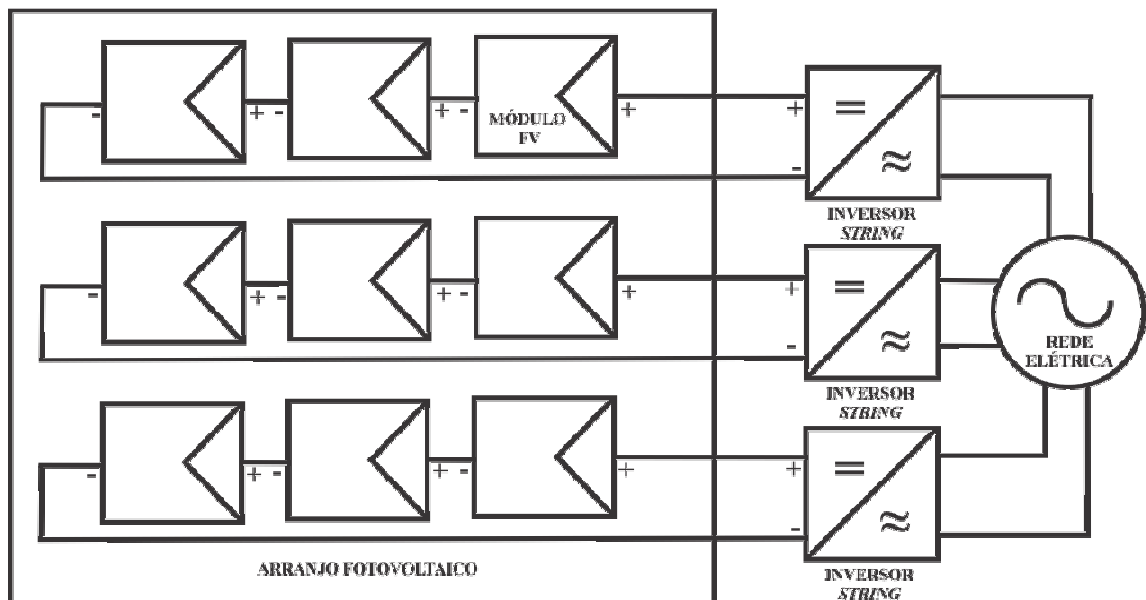 - + - + - + + -
MÓDULO
FV
INVERSOR
STRING
- + - + - + + -
INVERSOR
STRING
REDE
ELÉTRICA
- + - + - + + -
INVERSOR
STRING
ARRANJO FOTOVOLTAICO